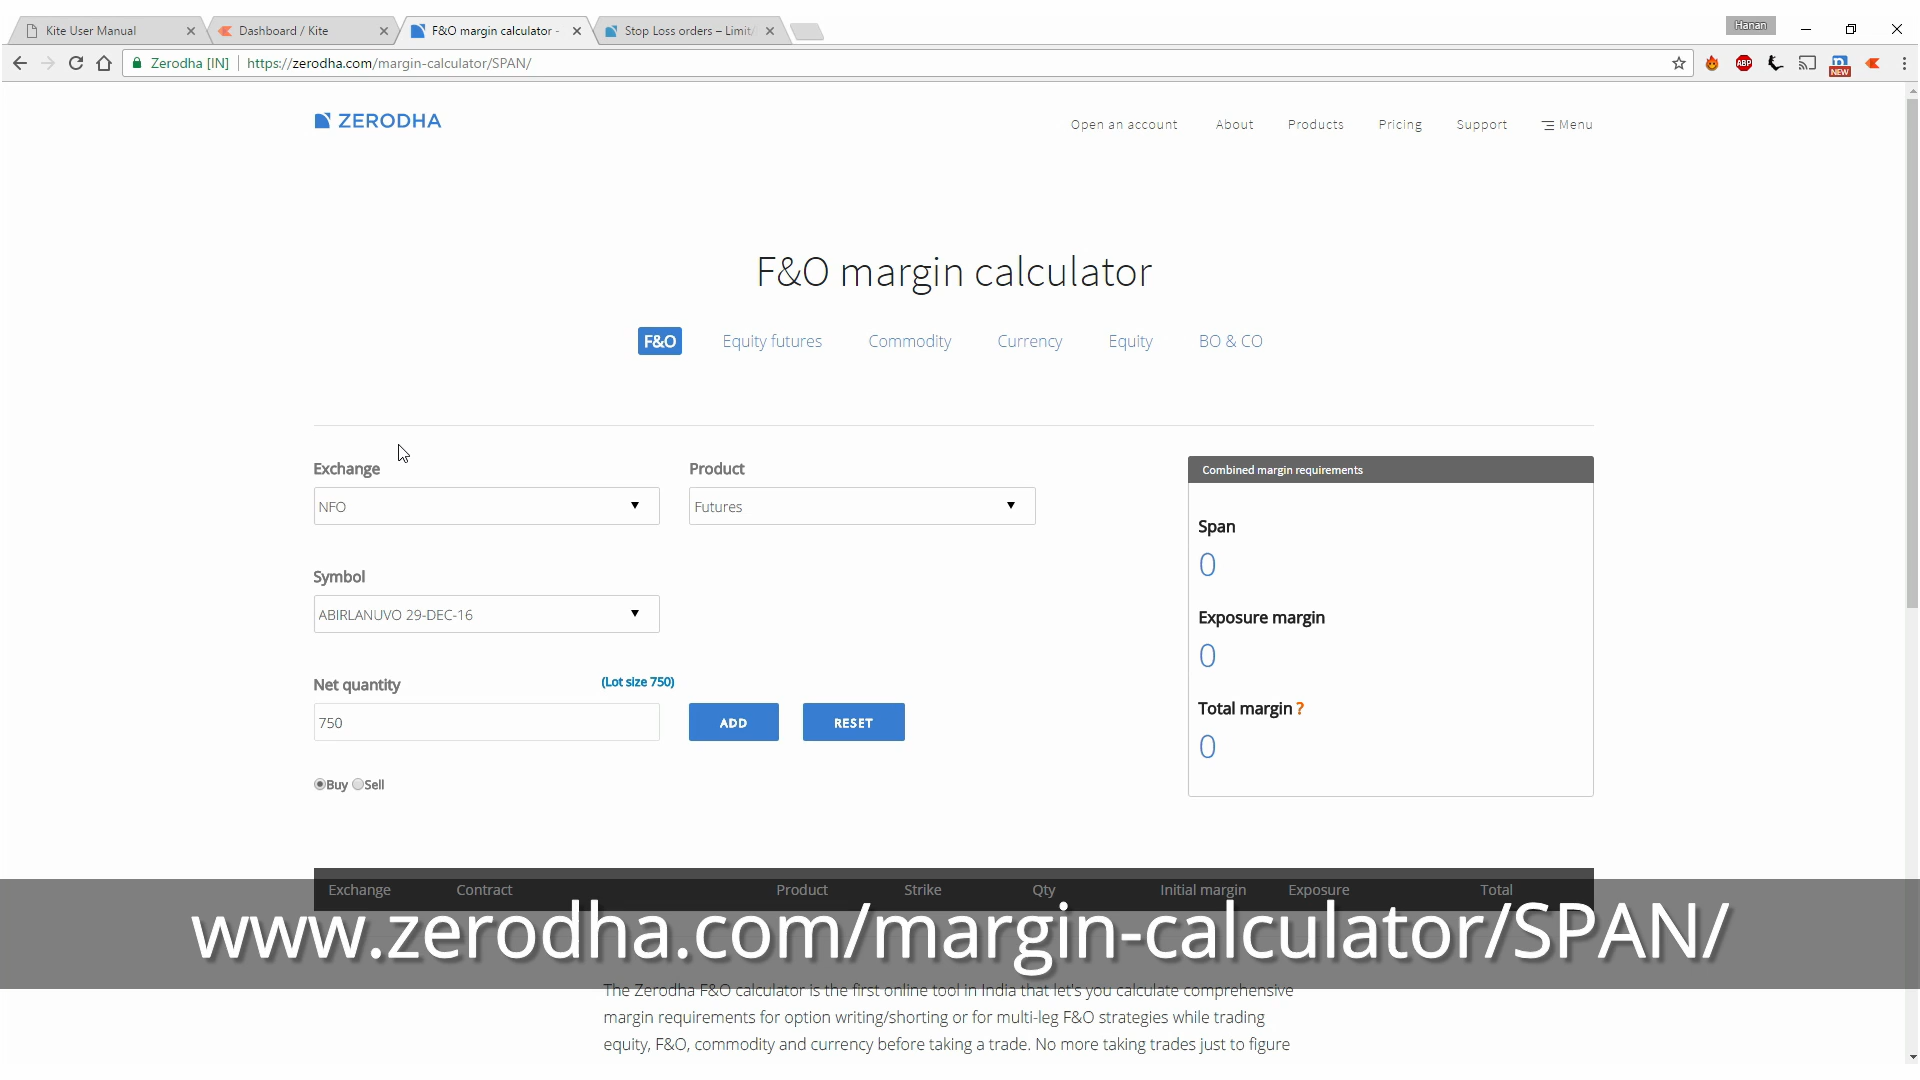 Kite User Manual
Dashboard / Kite
F&O margin calculator -
Stop Loss orders – Limit/
Hanan
Zerodha [IN]
https://zerodha.com/margin-calculator/SPAN/
ABP
NEW
ZERODHA
Open an account
About
Products
Pricing
Support
Menu
F&O margin calculator
F&O
Equity futures
Commodity
Currency
Equity
BO & CO
Exchange
Product
NFO
Futures
Symbol
ABIRLANUVO 29-DEC-16
Net quantity
(Lot size 750)
750
ADD
RESET
Buy
Sell
Combined margin requirements
Span
0
Exposure margin
0
Total margin ?
0
Exchange
Contract
Product
Strike
Qty
Initial margin
Exposure
Total
www.zerodha.com/margin-calculator/SPAN/
The Zerodha F&O calculator is the first online tool in India that let's you calculate comprehensive
margin requirements for option writing/shorting or for multi-leg F&O strategies while trading
equity, F&O, commodity and currency before taking a trade. No more taking trades just to figure